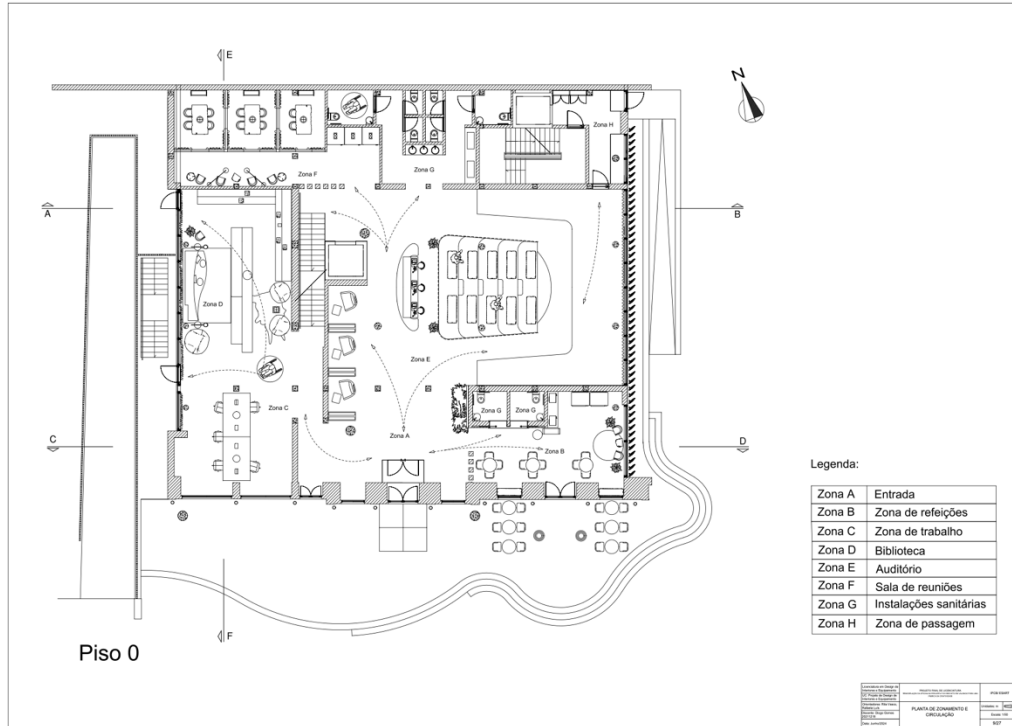 E
N
Zona H
Zona F
Zona G
A
B
Zona D
Zona E
Zona C
Zona G
Zona G
Zona A
Zona B
C
D
F
Piso 0
Legenda:
Zona A Entrada
Zona B Zona de refeições
Zona C Zona de trabalho
Zona D Biblioteca
Zona E Auditório
Zona F Sala de reuniões
Zona G Instalações sanitárias
Zona H Zona de passagem
PLANTA DE ZONAMENTO E
CIRCULAÇÃO